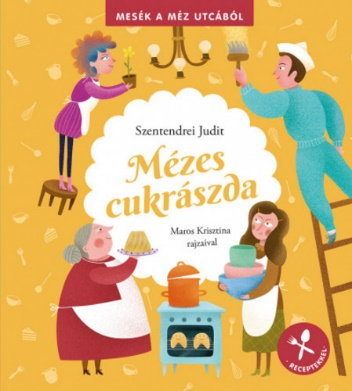 MESÉK A MÉZ UTCÁBÓL
Szentendrei Judit
Mézes
cukrászda
Maros Krisztina
rajzaival
• RECEPTEKKEL •